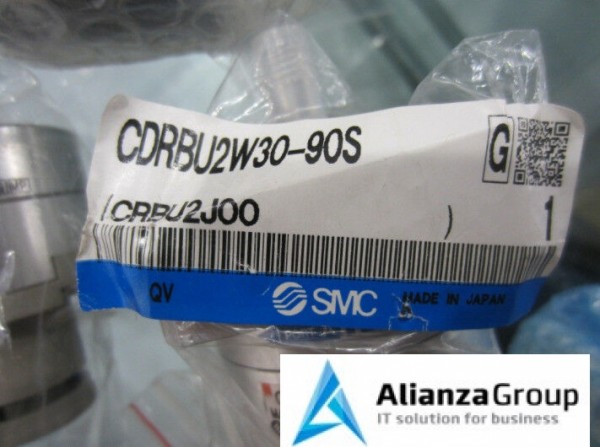 CDRBU2W30-90S
G
(CRBU2J00 )
1
QV
SMC
MADE IN JAPAN
AlianzaGroup
IT solution for business